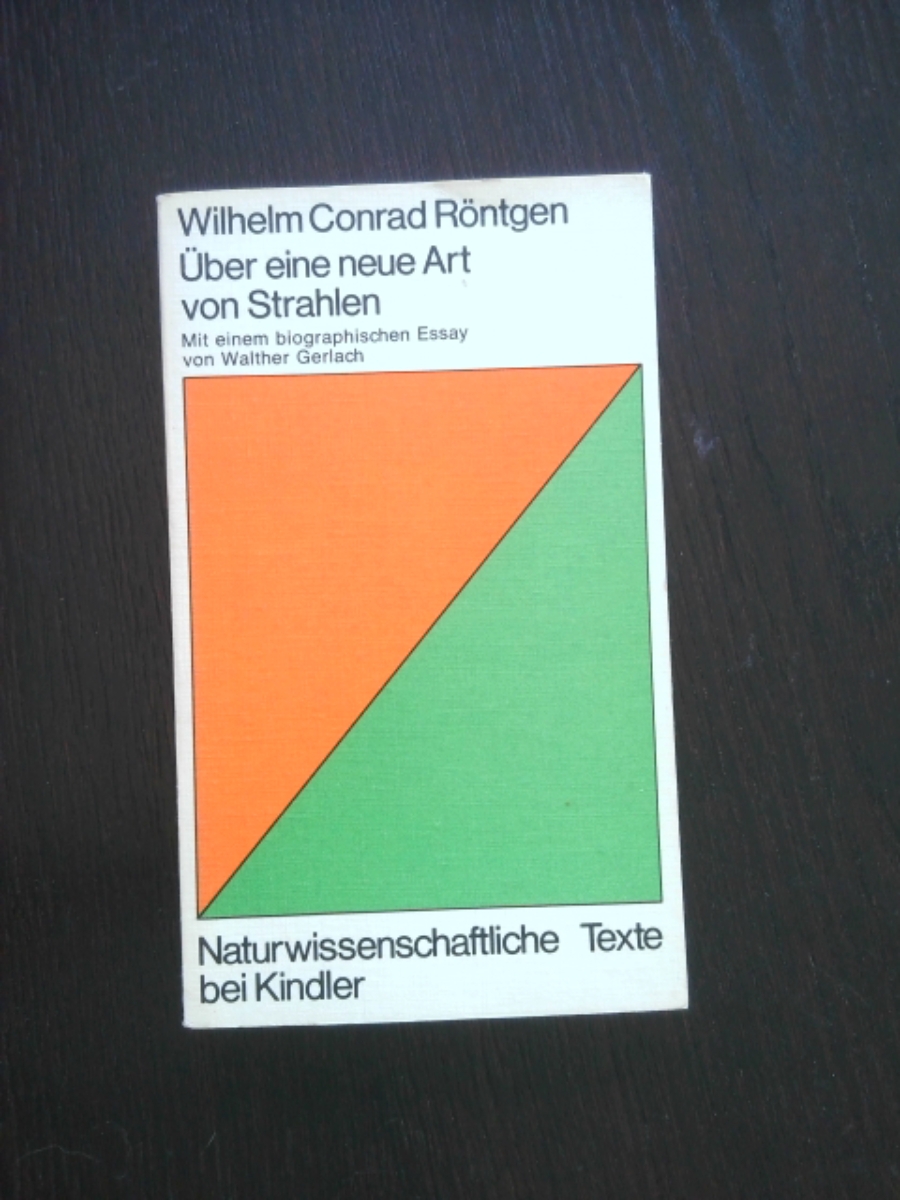 Wilhelm Conrad Röntgen
Über eine neue Art
von Strahlen
Mit einem biographischen Essay
von Walther Gerlach
Naturwissenschaftliche Texte
bei Kindler